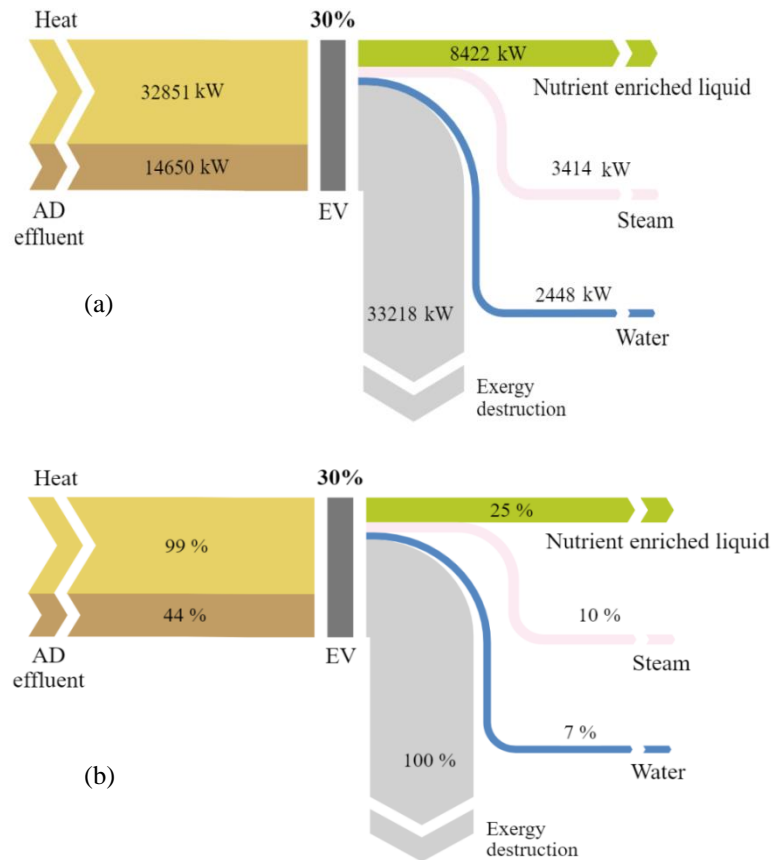 Heat
30%
8422 kW
32851 kW
Nutrient enriched liquid
14650 kW
3414 kW
AD
effluent
EV
Steam
(a)
33218 kW
2448 kW
Water
Exergy
destruction
Heat
30%
25 %
99 %
Nutrient enriched liquid
44 %
10 %
AD
effluent
EV
Steam
7 %
(b)
100 %
Water
Exergy
destruction